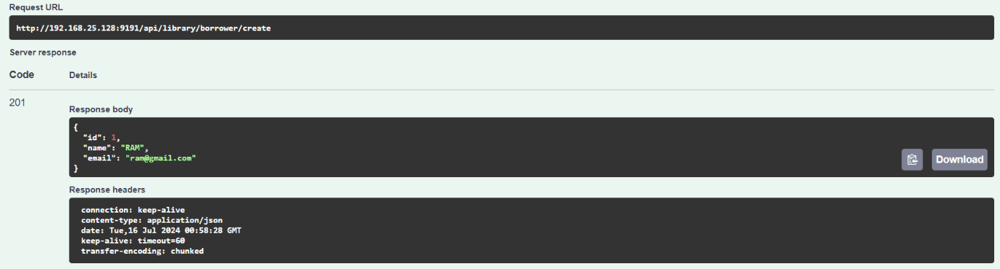 Request URL
http://192.168.25.128:9191/api/library/borrower/create
Server response
Code Details
201
Response body
{
"id": 1,
"name": "RAM",
"email": "ram@gmail.com"
}
Download
Response headers
connection: keep-alive
content-type: application/json
date: Tue,16 Jul 2024 00:58:28 GMT
keep-alive: timeout=60
transfer-encoding: chunked